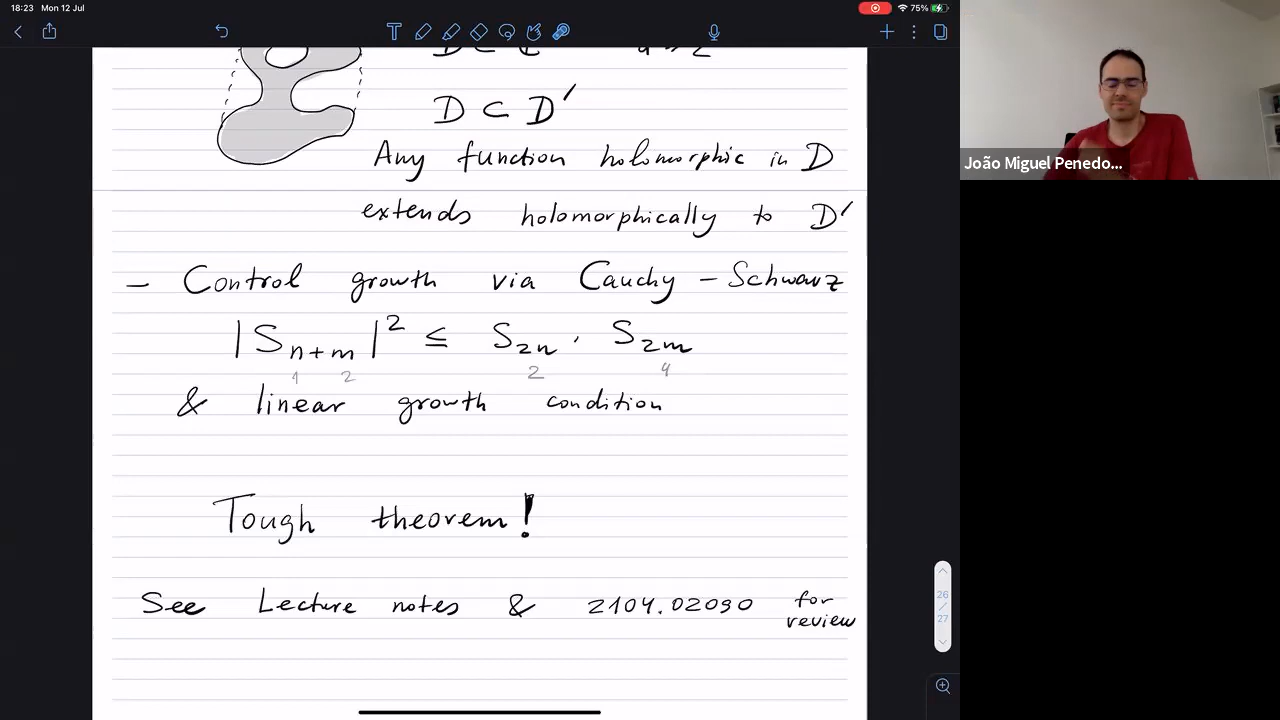 18:23 Mon 12 Jul
75%
D ⊂ D′
Any function holomorphic in D
extends holomorphically to D′
– Control growth via Cauchy – Schwarz
|S_{n+m}|² ≤ S_{2n} · S_{2m}
1 2 2 4
& linear growth condition
Tough theorem!
See Lecture notes & 2104.02090 for
review
26
/
27
João Miguel Penedo...